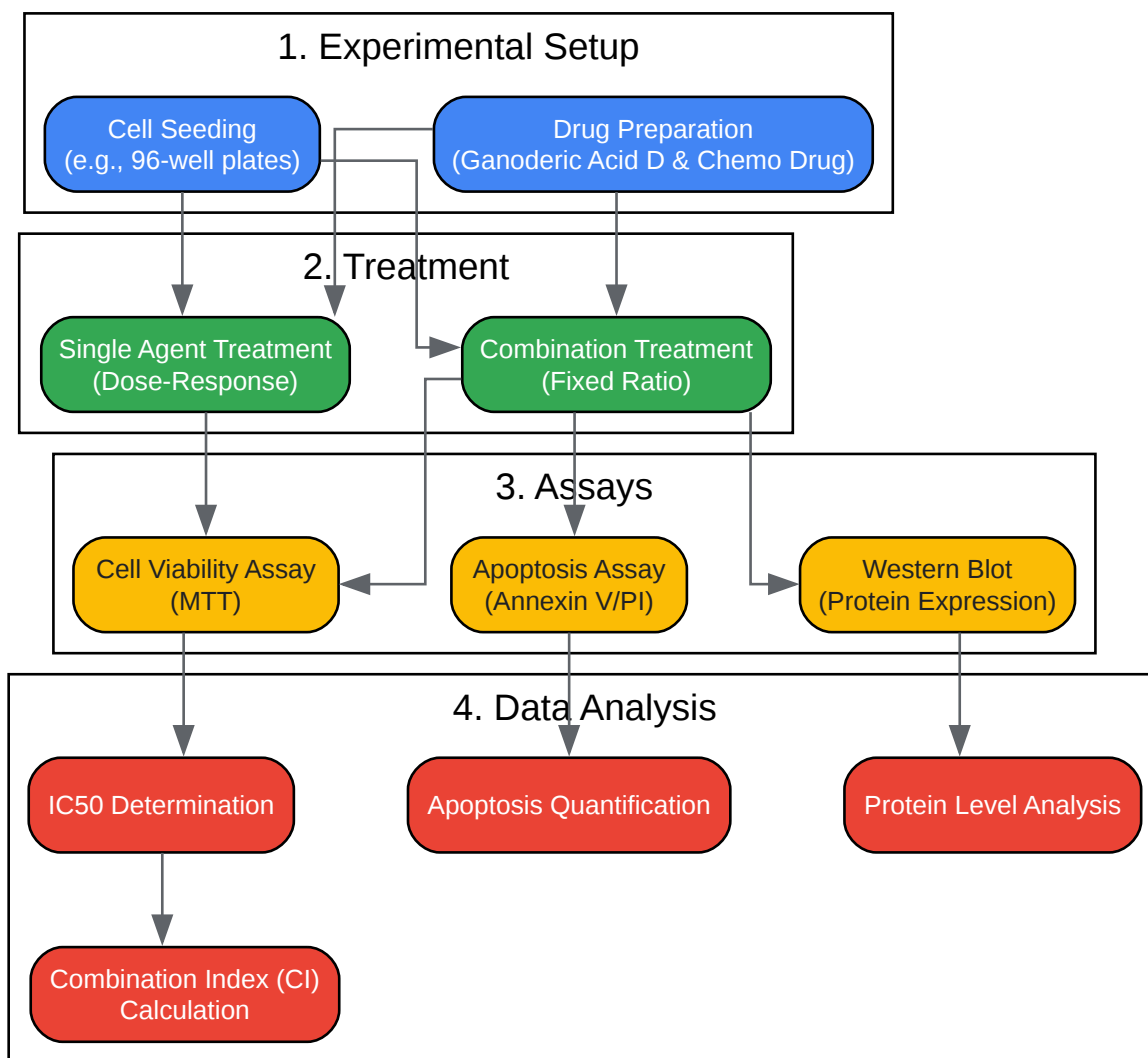 1. Experimental Setup
Cell Seeding
(e.g., 96-well plates)
Drug Preparation
(Ganoderic Acid D & Chemo Drug)
2. Treatment
Single Agent Treatment
(Dose-Response)
Combination Treatment
(Fixed Ratio)
3. Assays
Cell Viability Assay
(MTT)
Apoptosis Assay
(Annexin V/PI)
Western Blot
(Protein Expression)
4. Data Analysis
IC50 Determination
Apoptosis Quantification
Protein Level Analysis
Combination Index (CI)
Calculation